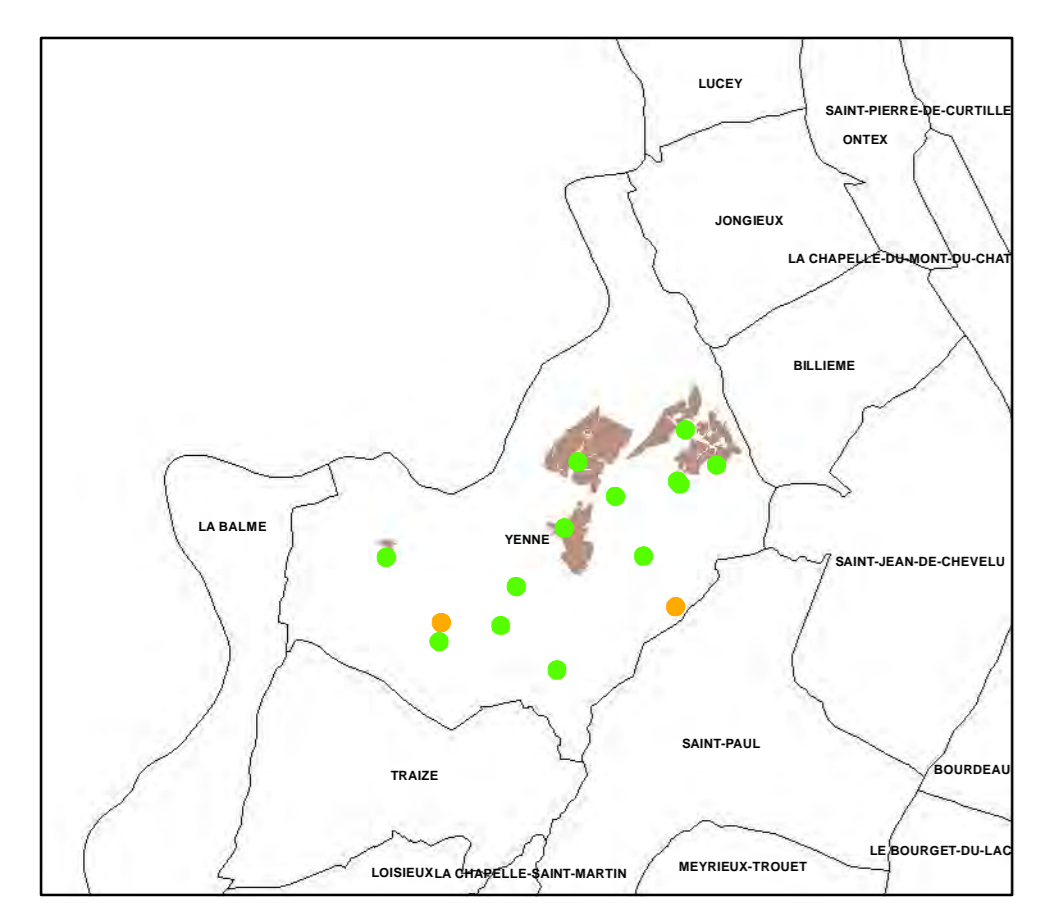 LUCEY
SAINT-PIERRE-DE-CURTILLE
ONTEX
JONGIEUX
LA CHAPELLE-DU-MONT-DU-CHAT
BILLIEME
LA BALME
YENNE
SAINT-JEAN-DE-CHEVELU
SAINT-PAUL
TRAIZE
BOURDEAU
LE BOURGET-DU-LAC
LOISIEUX
LA CHAPELLE-SAINT-MARTIN
MEYRIEUX-TROUET